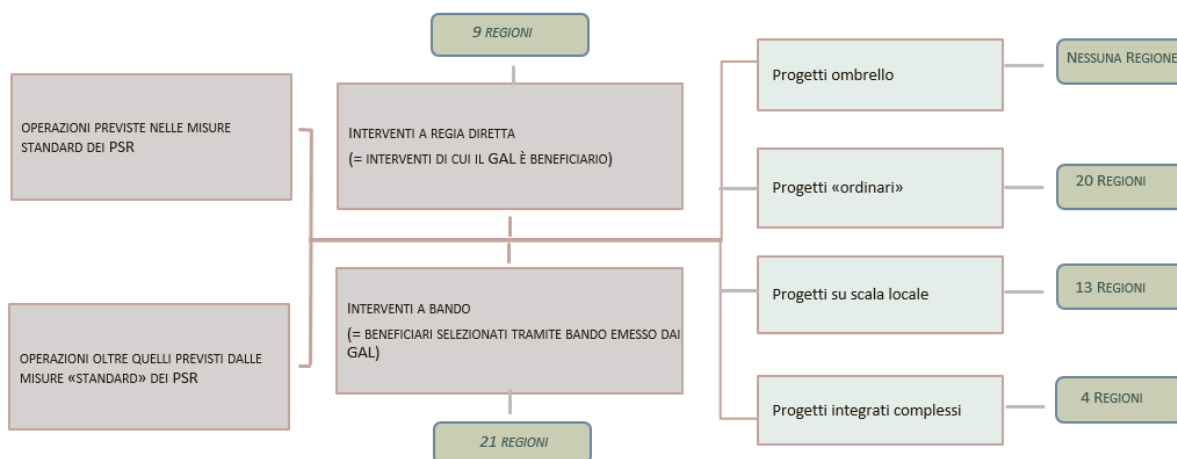 9 REGIONI
OPERAZIONI PREVISTE NELLE MISURE
STANDARD DEI PSR
OPERAZIONI OLTRE QUELLI PREVISTI DALLE
MISURE «STANDARD» DEI PSR
INTERVENTI A REGIA DIRETTA
(= INTERVENTI DI CUI IL GAL È BENEFICIARIO)
INTERVENTI A BANDO
(= BENEFICIARI SELEZIONATI TRAMITE BANDO EMESSO DAI
GAL)
21 REGIONI
Progetti ombrello
NESSUNA REGIONE
Progetti «ordinari»
20 REGIONI
Progetti su scala locale
13 REGIONI
Progetti integrati complessi
4 REGIONI